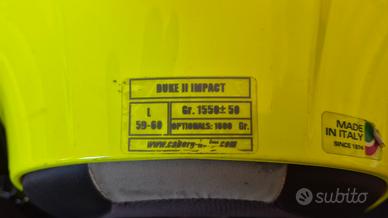 DUKE II IMPACT
L
59-60
Gr. 1550± 50
OPTIONALS: 1600 Gr.
MADE
IN ITALY
SINCE 1974
subito